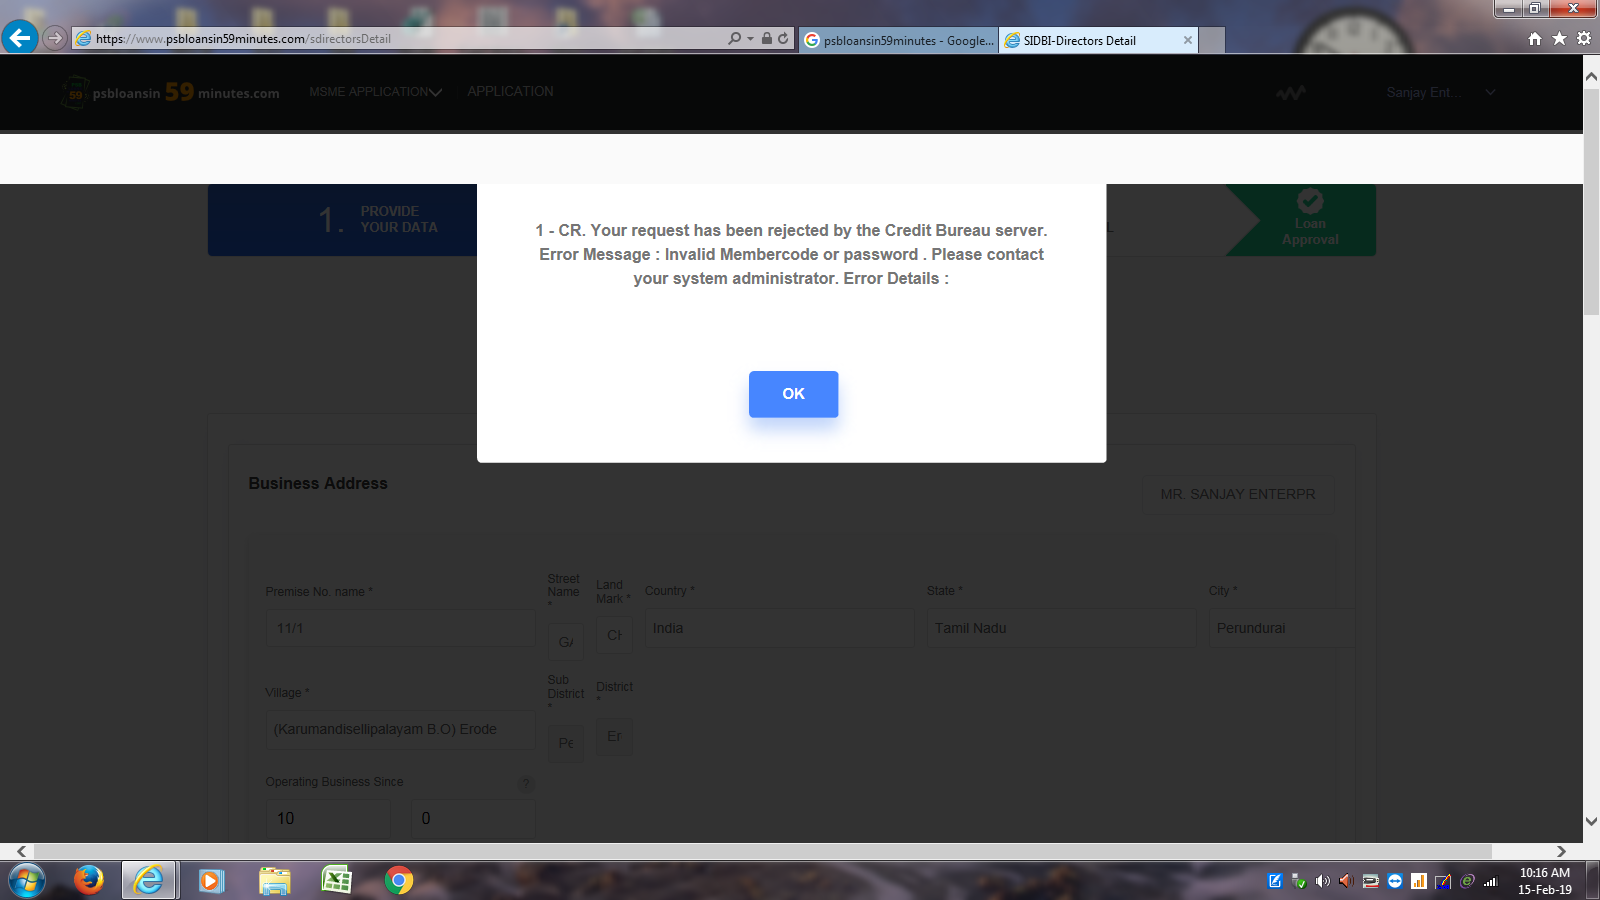 https://www.psbloansin59minutes.com/sdirectorsDetail
psbloansin59minutes - Google...
SIDBI-Directors Detail
psbloansin 59 minutes.com
MSME APPLICATION
APPLICATION
Sanjay Ent...
1. PROVIDE
YOUR DATA
Loan
Approval
1 - CR. Your request has been rejected by the Credit Bureau server.
Error Message : Invalid Membercode or password . Please contact
your system administrator. Error Details :
OK
Business Address
MR. SANJAY ENTERPR
Premise No. name *
Street
Name
*
Land
Mark *
Country *
State *
City *
11/1
India
Tamil Nadu
Perundurai
Village *
Sub
District
*
District
*
(Karumandisellipalayam B.O) Erode
Pe
Er
Operating Business Since
?
10
0
10:16 AM
15-Feb-19